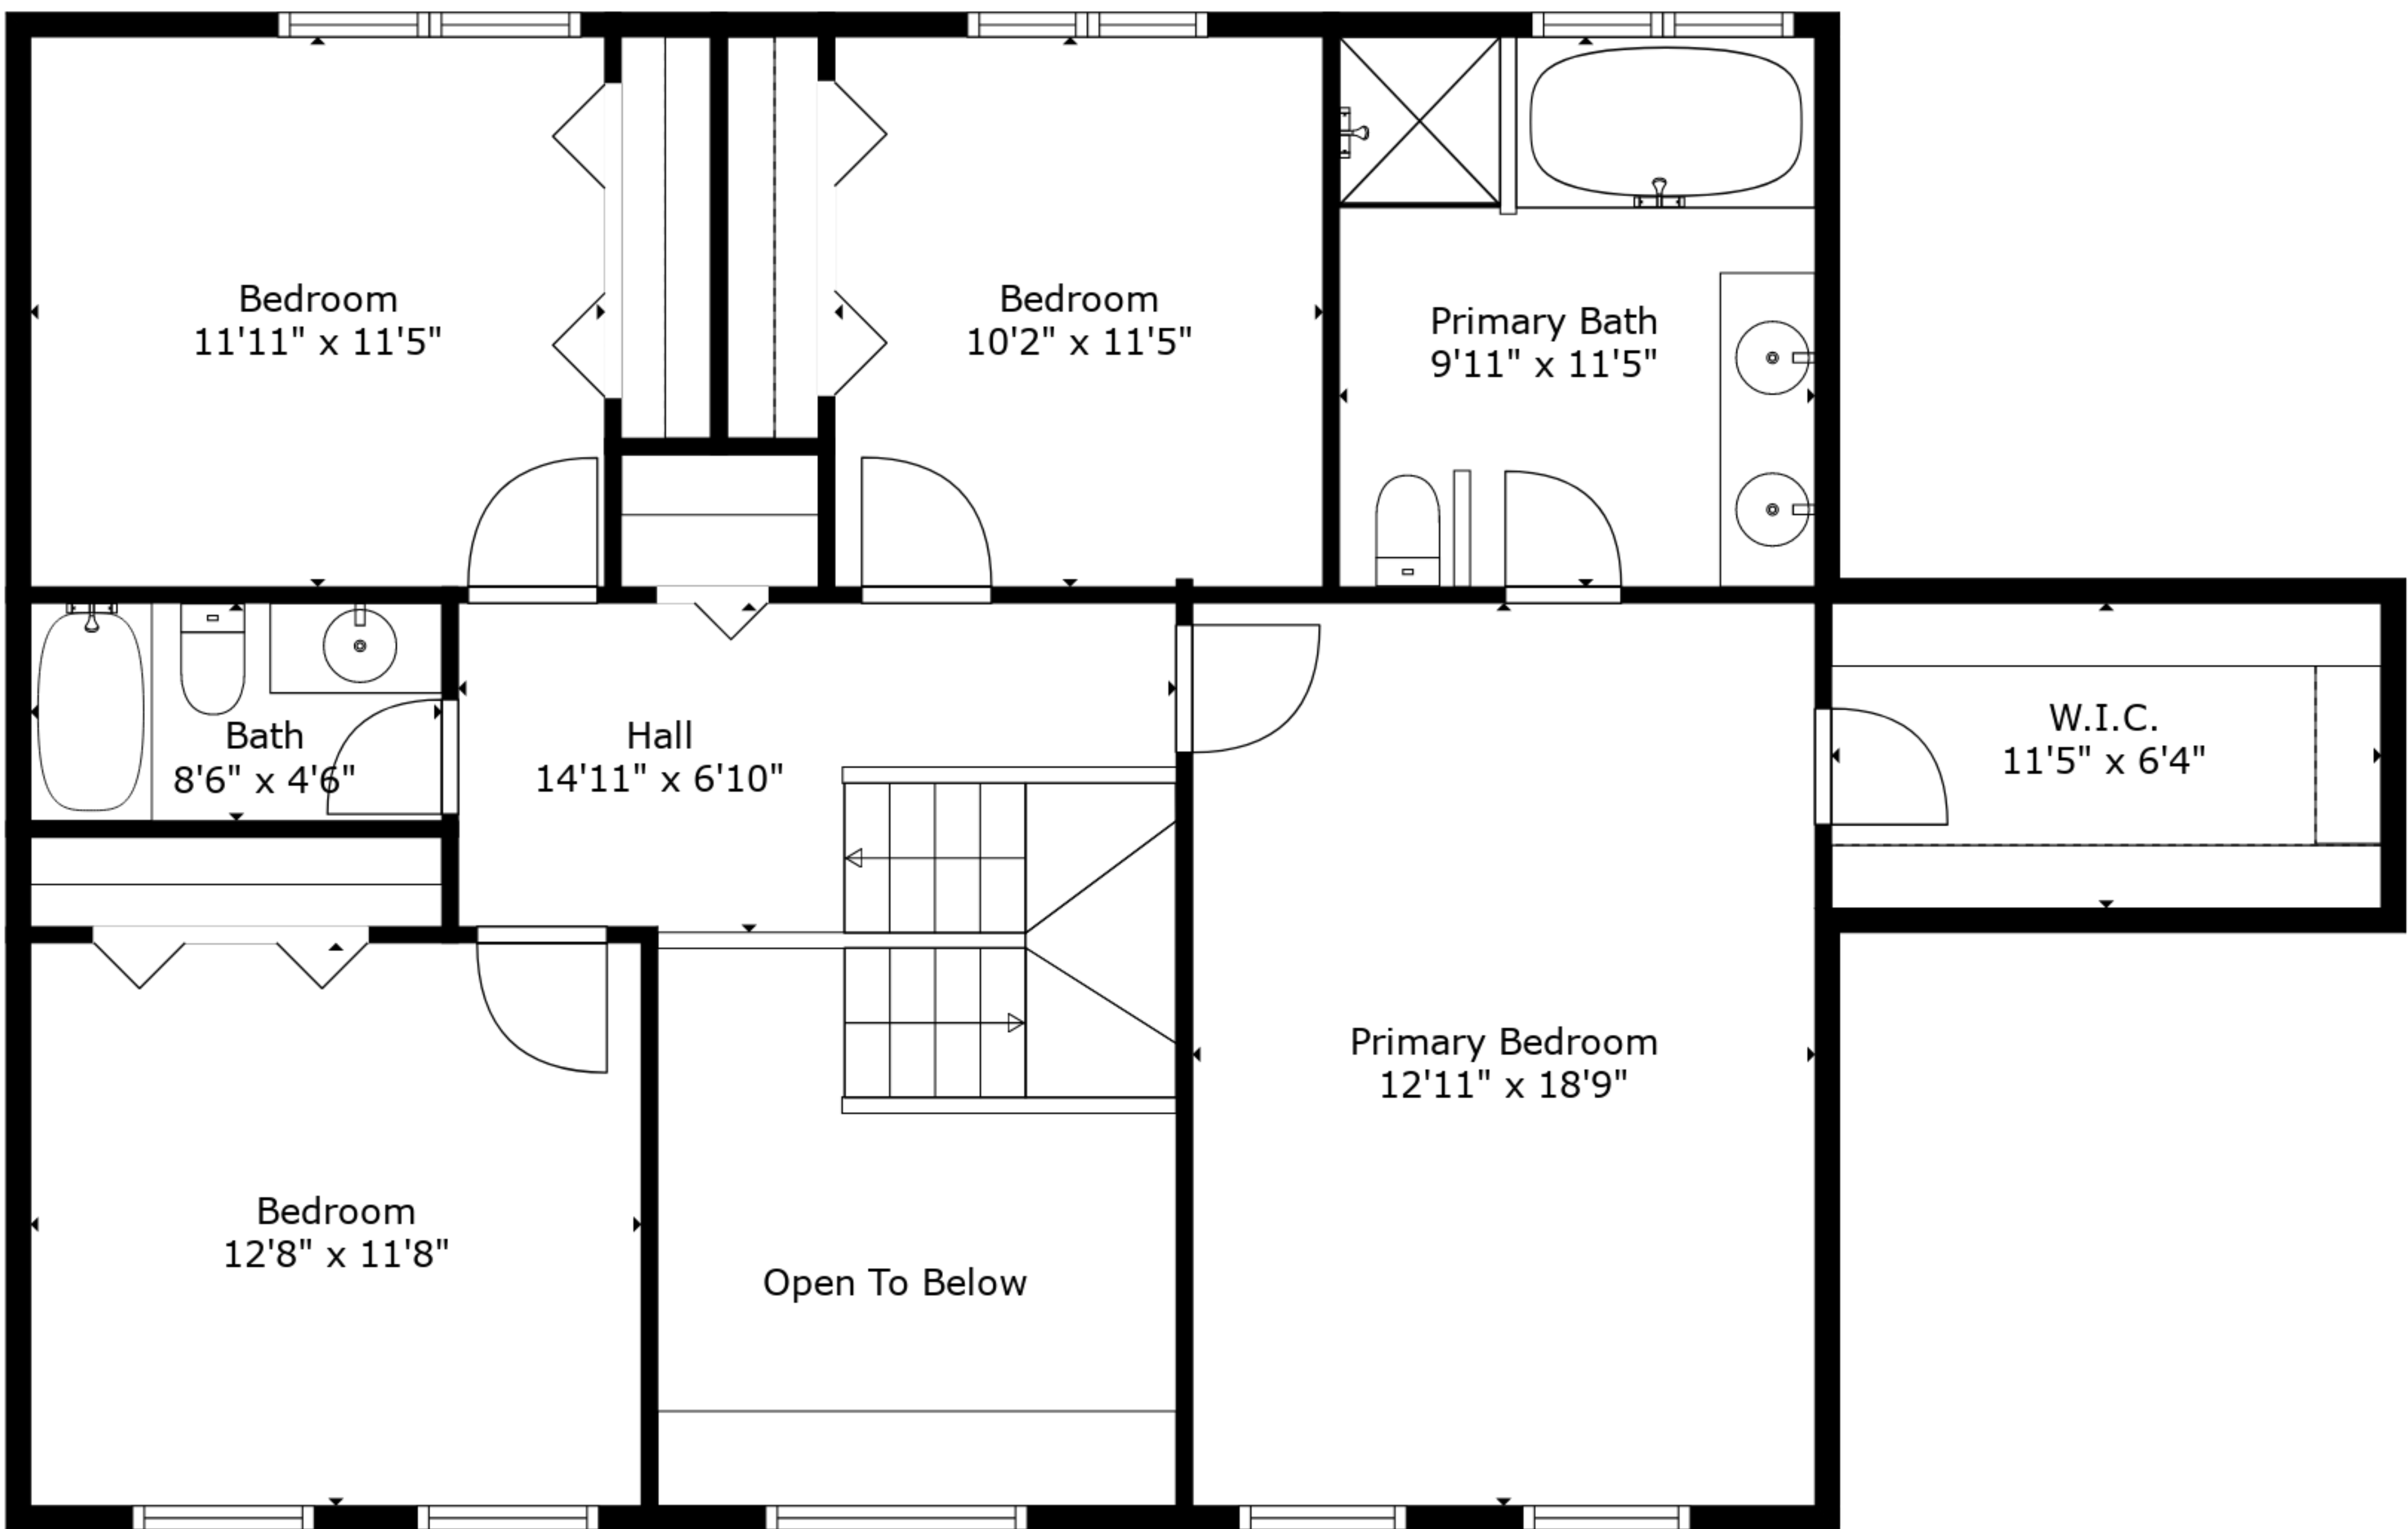 Bedroom
11'11" x 11'5"
Bedroom
10'2" x 11'5"
Primary Bath
9'11" x 11'5"
Bath
8'6" x 4'6"
Hall
14'11" x 6'10"
W.I.C.
11'5" x 6'4"
Primary Bedroom
12'11" x 18'9"
Bedroom
12'8" x 11'8"
Open To Below